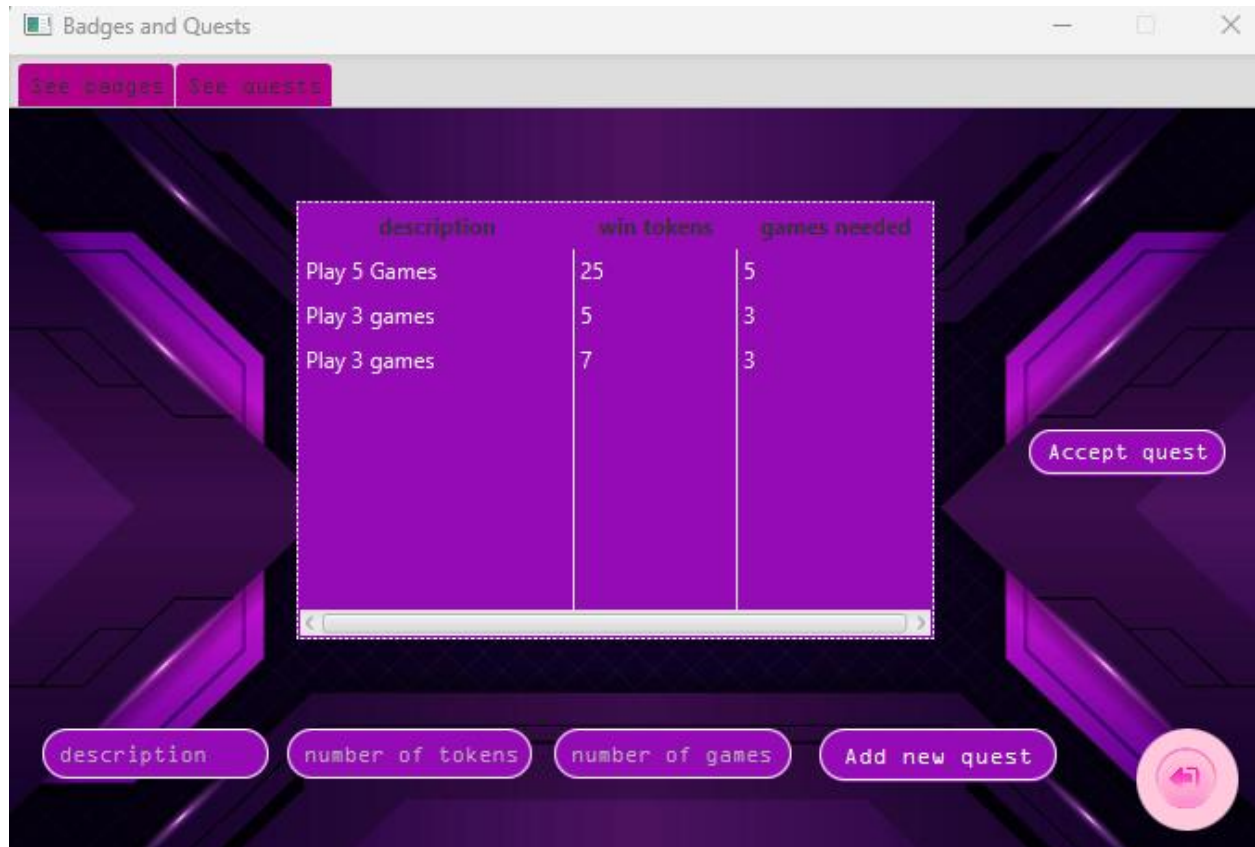 Badges and Quests
See badges See quests
description win tokens games needed
Play 5 Games 25 5
Play 3 games 5 3
Play 3 games 7 3
Accept quest
description number of tokens number of games Add new quest